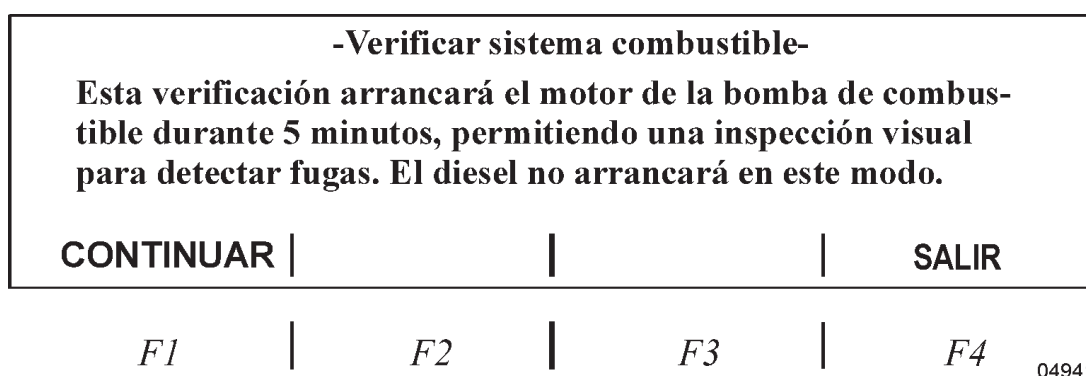 -Verificar sistema combustible-
Esta verificación arrancará el motor de la bomba de combus-
tible durante 5 minutos, permitiendo una inspección visual
para detectar fugas. El diesel no arrancará en este modo.
CONTINUAR | | | SALIR
F1 | F2 | F3 | F4
0494